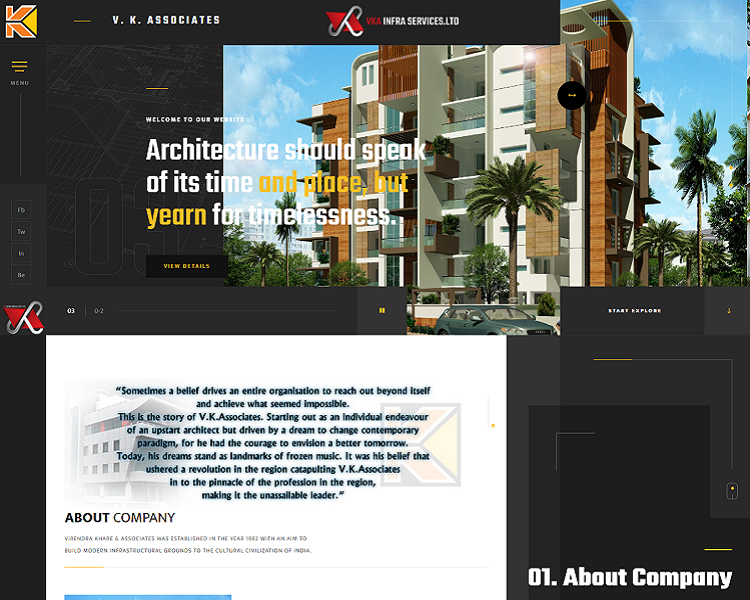 V. K. ASSOCIATES
VKA INFRA SERVICES.LTD
MENU
WELCOME TO OUR WEBSITE
Architecture should speak
of its time and place, but
yearn for timelessness.
Fb
Tw
In
Be
VIEW DETAILS
03
0-2
START EXPLORE
“Sometimes a belief drives an entire organisation to reach out beyond itself
and achieve what seemed impossible.
This is the story of V.K.Associates. Starting out as an individual endeavour
of an upstart architect but driven by a dream to change contemporary
paradigm, for he had the courage to envision a better tomorrow.
Today, his dreams stand as landmarks of frozen music. It was his belief that
ushered a revolution in the region catapulting V.K.Associates
in to the pinnacle of the profession in the region,
making it the unassailable leader.”
ABOUT COMPANY
VIRENDRA KHARE & ASSOCIATES WAS ESTABLISHED IN THE YEAR 1982 WITH AN AIM TO
BUILD MODERN INFRASTRUCTURAL GROUNDS TO THE CULTURAL CIVILIZATION OF INDIA.
01. About Company